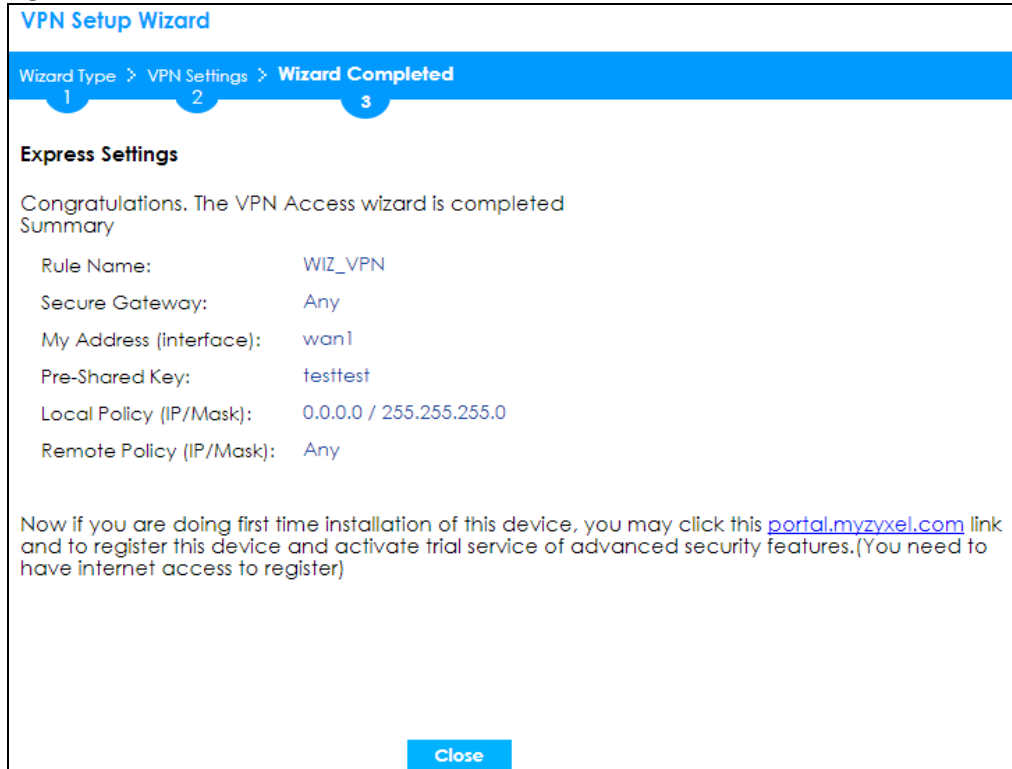 VPN Setup Wizard
Wizard Type > VPN Settings > Wizard Completed
1 2 3
Express Settings
Congratulations. The VPN Access wizard is completed
Summary
Rule Name: WIZ_VPN
Secure Gateway: Any
My Address (interface): wan1
Pre-Shared Key: testtest
Local Policy (IP/Mask): 0.0.0.0 / 255.255.255.0
Remote Policy (IP/Mask): Any
Now if you are doing first time installation of this device, you may click this portal.myzyxel.com link
and to register this device and activate trial service of advanced security features.(You need to
have internet access to register)
Close